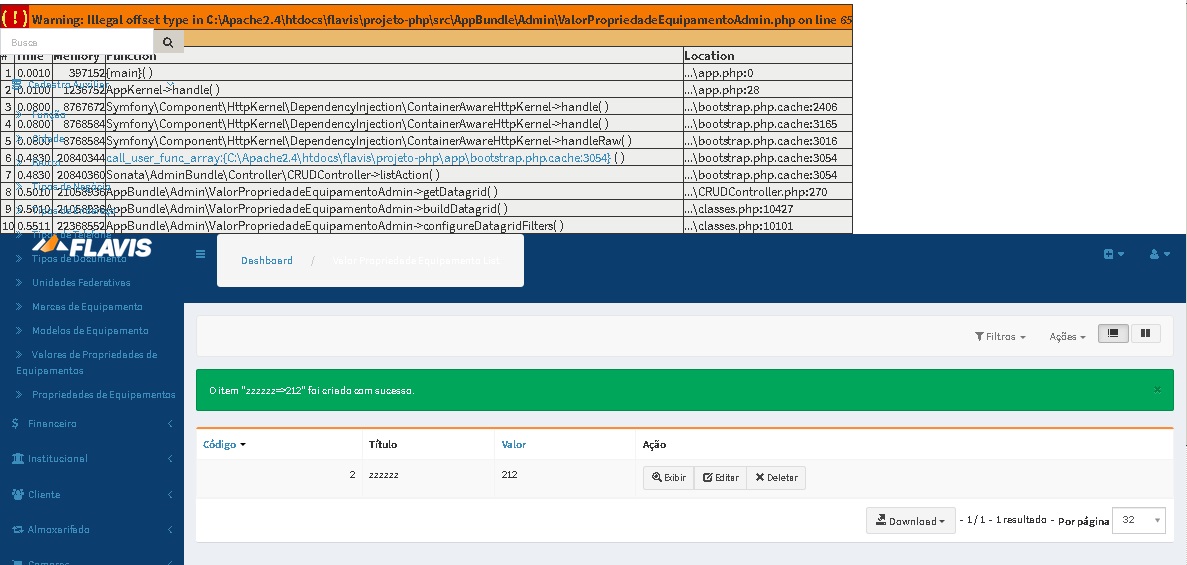 ( ! ) Warning: Illegal offset type in C:\Apache2.4\htdocs\flavis\projeto-php\src\AppBundle\Admin\ValorPropriedadeEquipamentoAdmin.php on line 65
Busca
# Time Memory Function Location
1 0.0010 397152 {main}( ) ...\app.php:0
Cadastro Auxiliar
2 0.0100 1236752 AppKernel->handle( ) ...\app.php:28
3 0.0800 8767672 Symfony\Component\HttpKernel\DependencyInjection\ContainerAwareHttpKernel->handle( ) ...\bootstrap.php.cache:2406
4 0.0800 8768584 Symfony\Component\HttpKernel\DependencyInjection\ContainerAwareHttpKernel->handle( ) ...\bootstrap.php.cache:3165
5 0.0800 8768584 Symfony\Component\HttpKernel\DependencyInjection\ContainerAwareHttpKernel->handleRaw( ) ...\bootstrap.php.cache:3016
6 0.4830 20840344 call_user_func_array:{C:\Apache2.4\htdocs\flavis\projeto-php\app\bootstrap.php.cache:3054} ( ) ...\bootstrap.php.cache:3054
7 0.4830 20840360 Sonata\AdminBundle\Controller\CRUDController->listAction( ) ...\bootstrap.php.cache:3054
Tipos de Negócio
8 0.5010 21058936 AppBundle\Admin\ValorPropriedadeEquipamentoAdmin->getDatagrid( ) ...\CRUDController.php:270
9 0.5010 21058936 AppBundle\Admin\ValorPropriedadeEquipamentoAdmin->buildDatagrid( ) ...\classes.php:10427
10 0.5511 22368552 AppBundle\Admin\ValorPropriedadeEquipamentoAdmin->configureDatagridFilters( ) ...\classes.php:10101
Tipos de Telefone
FLAVIS
Tipos de Documento
Dashboard / Valor Propriedade Equipamento List
Unidades Federativas
Marcas de Equipamento
Modelos de Equipamento
Valores de Propriedades de
Equipamentos
Propriedades de Equipamentos
Financeiro
Institucional
Cliente
Almoxarifado
Compras
Filtros Ações
O item "zzzzzz=>212" foi criado com sucesso. ×
Código Título Valor Ação
2 zzzzzz 212 Exibir Editar Deletar
Download - 1 / 1 - 1 resultado - Por página 32